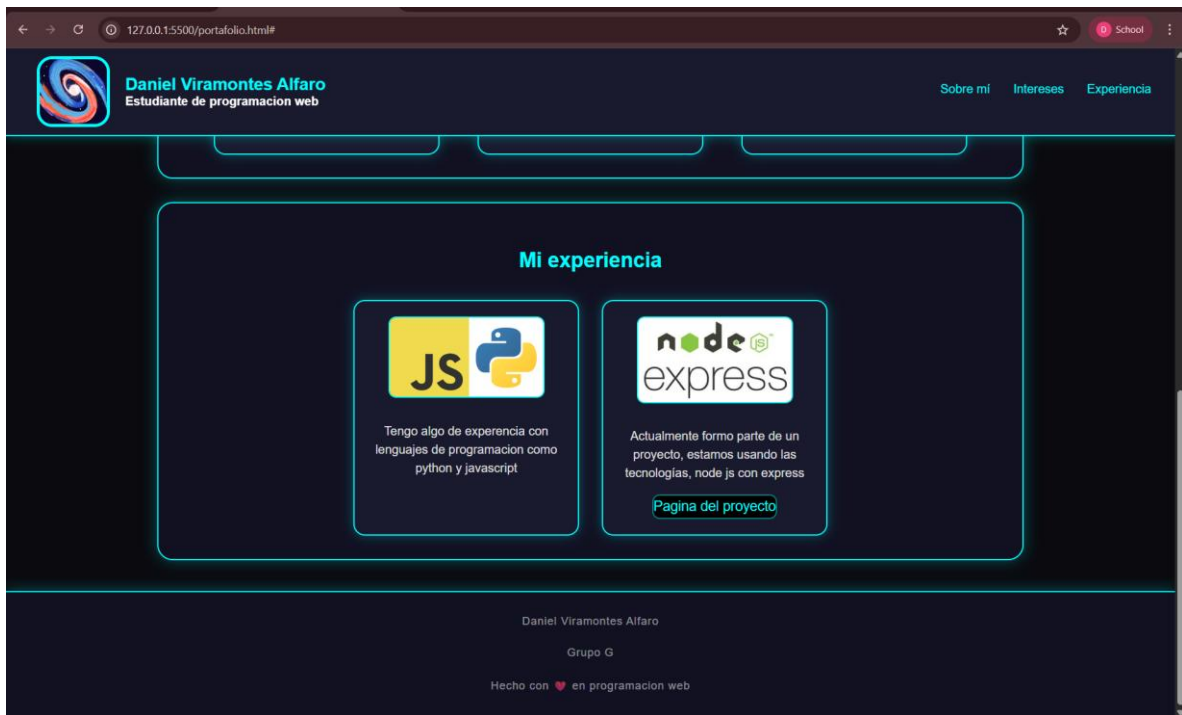 127.0.0.1:5500/portafolio.html#
D School
Daniel Viramontes Alfaro
Estudiante de programacion web
Sobre mí Intereses Experiencia
Mi experiencia
JS
Tengo algo de experencia con
lenguajes de programacion como
python y javascript
node JS
express
Actualmente formo parte de un
proyecto, estamos usando las
tecnologías, node js con express
Pagina del proyecto
Daniel Viramontes Alfaro
Grupo G
Hecho con ❤ en programacion web